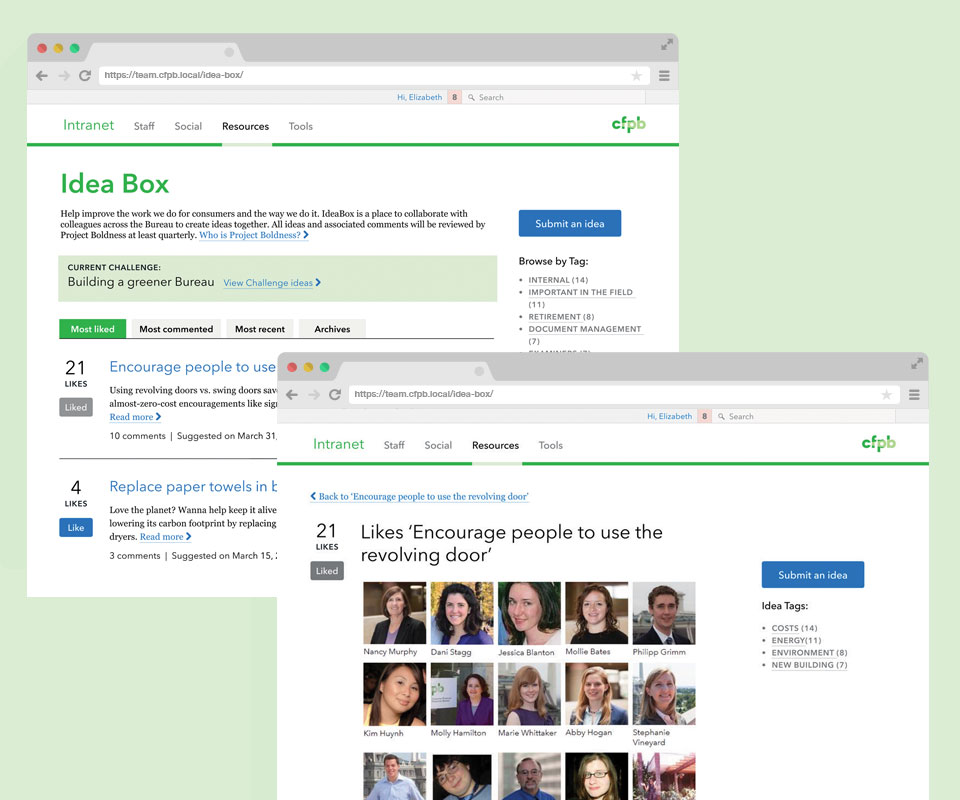 https://team.cfpb.local/idea-box/
Hi, Elizabeth 8 Search
Intranet Staff Social Resources Tools cfpb
Idea Box
Help improve the work we do for consumers and the way we do it. IdeaBox is a place to collaborate with
colleagues across the Bureau to create ideas together. All ideas and associated comments will be reviewed by
Project Boldness at least quarterly. Who is Project Boldness?
Submit an idea
CURRENT CHALLENGE:
Building a greener Bureau View Challenge ideas
Browse by Tag:
INTERNAL (14)
IMPORTANT IN THE FIELD
(11)
RETIREMENT (8)
DOCUMENT MANAGEMENT
(7)
Most liked Most commented Most recent Archives
21
LIKES
Liked
Encourage people to use
Using revolving doors vs. swing doors
almost-zero-cost encouragements like
Read more
10 comments | Suggested on March 31,
4
LIKES
Like
Replace paper towels in
Love the planet? Wanna help keep it alive
lowering its carbon footprint by replacing
dryers. Read more
3 comments | Suggested on March 15,
https://team.cfpb.local/idea-box/
Hi, Elizabeth 8 Search
Intranet Staff Social Resources Tools cfpb
Back to ‘Encourage people to use the revolving door’
21
LIKES
Liked
Likes ‘Encourage people to use the
revolving door’
Submit an idea
Idea Tags:
COSTS (14)
ENERGY(11)
ENVIRONMENT (8)
NEW BUILDING (7)
Nancy Murphy Dani Stagg Jessica Blanton Mollie Bates Philipp Grimm
Kim Huynh Molly Hamilton Marie Whittaker Abby Hogan Stephanie
Vineyard